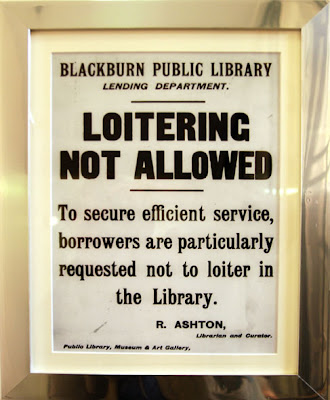 BLACKBURN PUBLIC LIBRARY
LENDING DEPARTMENT.
LOITERING
NOT ALLOWED
To secure efficient service,
borrowers are particularly
requested not to loiter in
the Library.
R. ASHTON,
Librarian and Curator.
Public Library, Museum & Art Gallery,